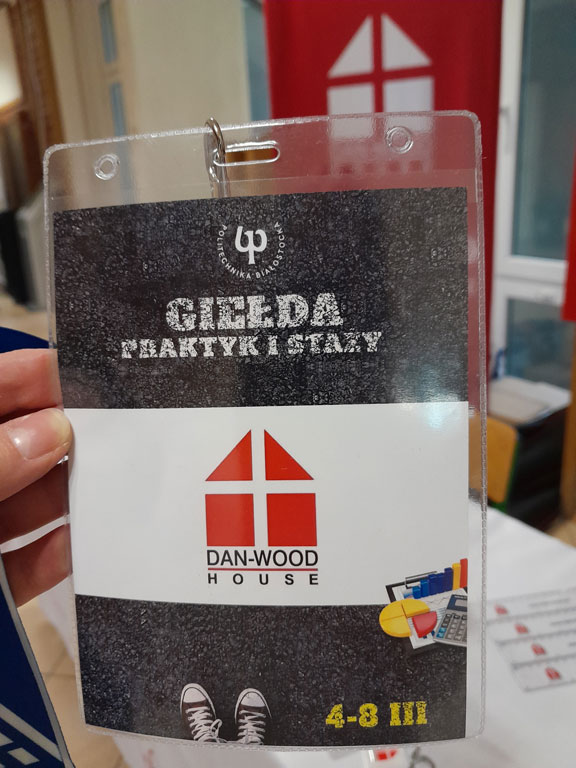 POLITECHNIKA BIAŁOSTOCKA
GIEŁDA
PRAKTYK I STAŻY
DAN-WOOD
HOUSE
4-8 III